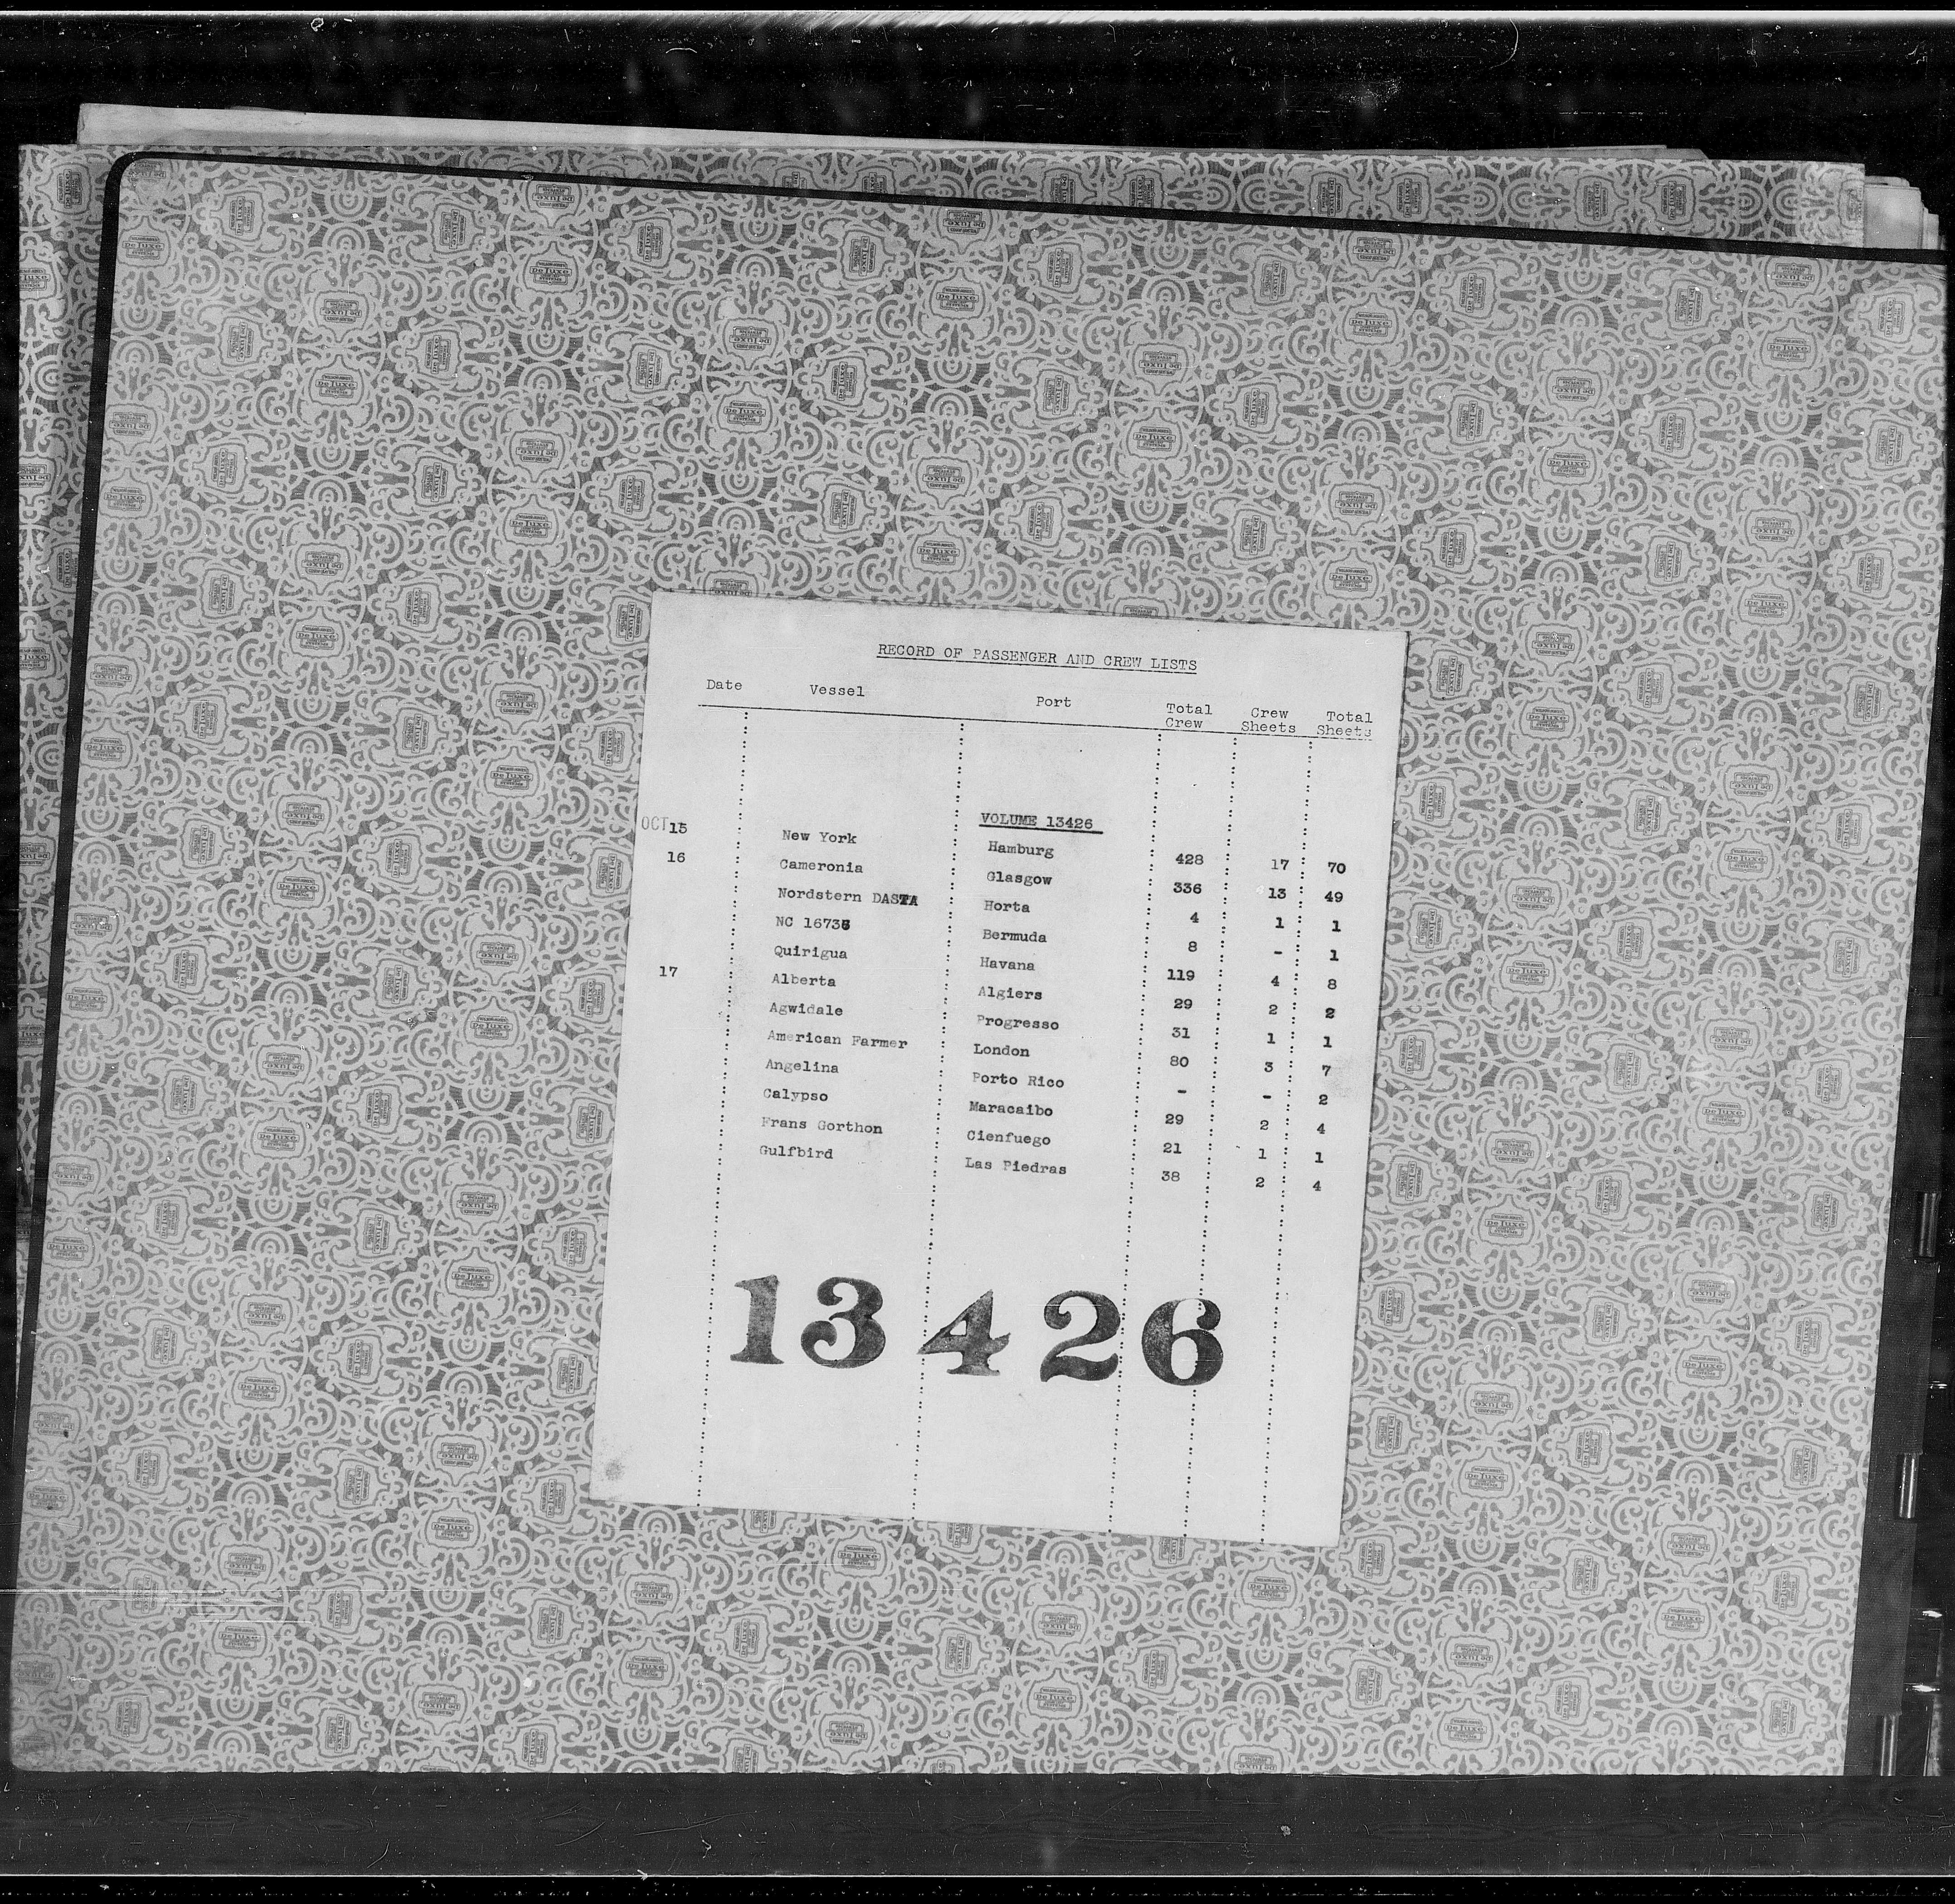 RECORD OF PASSENGER AND CREW LISTS
Date Vessel Port Total Crew Crew Sheets Total Sheets
VOLUME 13426
OCT 15 New York Hamburg 428 17 70
16 Cameronia Glasgow 336 13 49
Nordstern DASTA Horta 4 1 1
NC 16736 Bermuda 8 - 1
Quirigua Havana 119 4 8
17 Alberta Algiers 29 2 2
Agwidale Progresso 31 1 1
American Farmer London 80 3 7
Angelina Porto Rico - - 2
Calypso Maracaibo 29 2 4
Frans Gorthon Cienfuego 21 1 1
Gulfbird Las Piedras 38 2 4
13426
De luxe